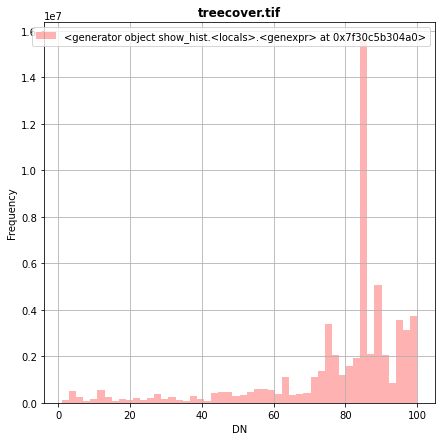 treecover.tif
1e7
<generator object show_hist.<locals>.<genexpr> at 0x7f30c5b304a0>
1.6
1.4
1.2
1.0
0.8
0.6
0.4
0.2
0.0
Frequency
0 20 40 60 80 100
DN